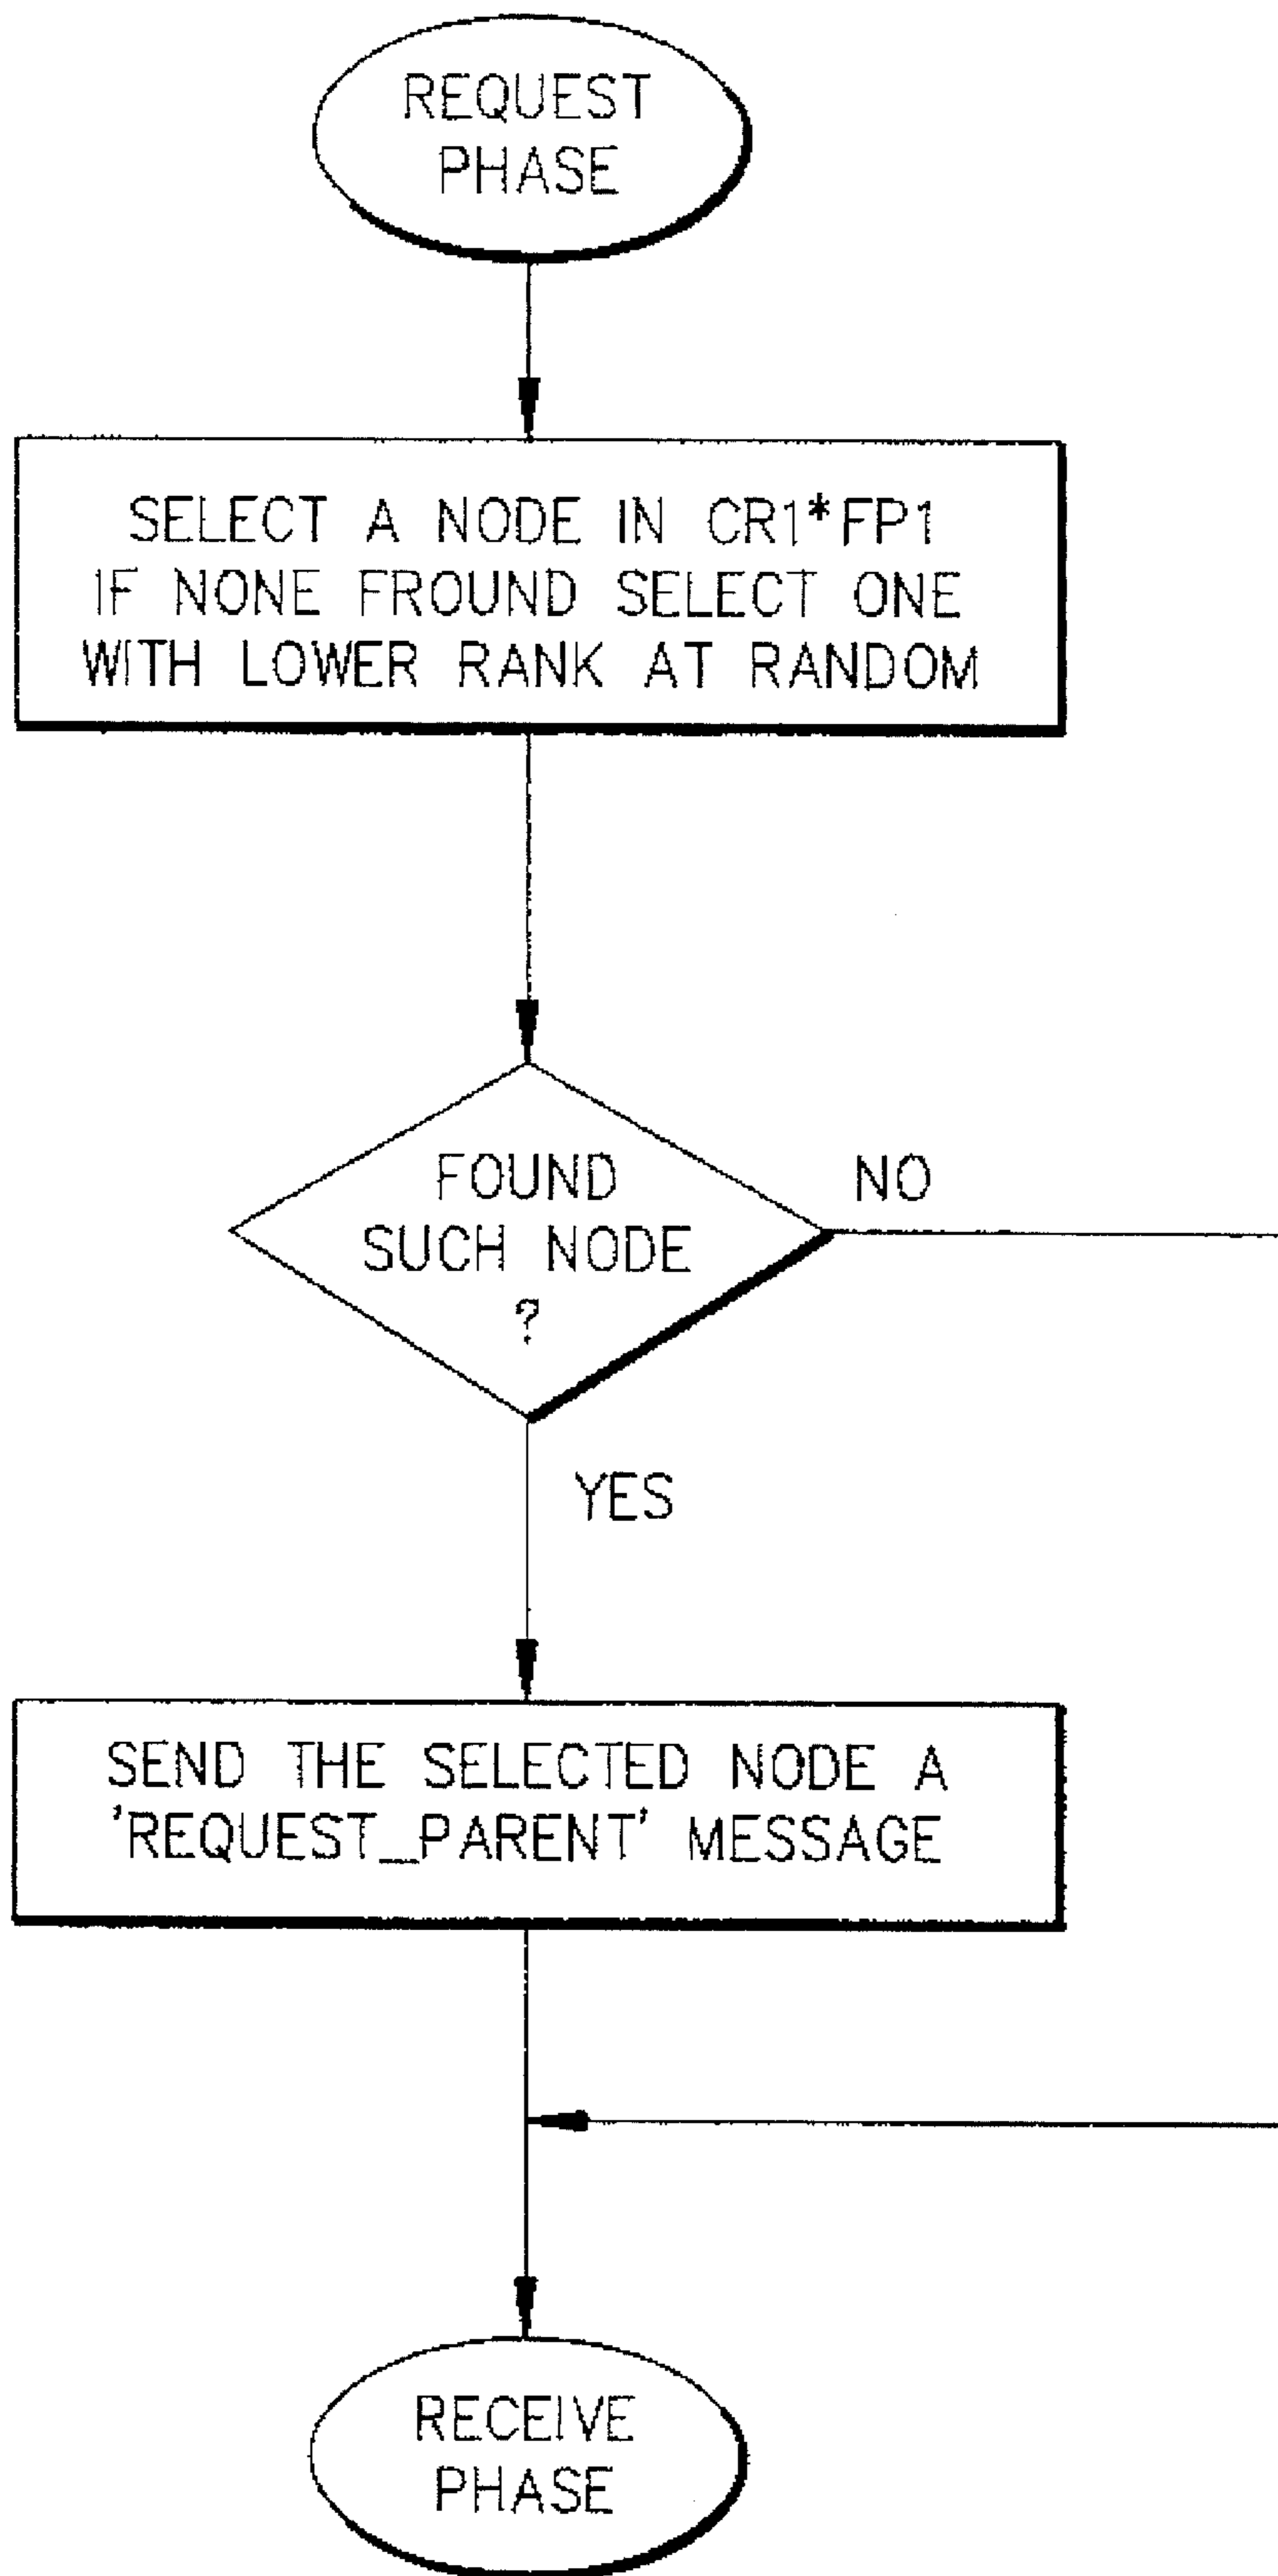 REQUEST
PHASE
SELECT A NODE IN CR1*FP1
IF NONE FROUND SELECT ONE
WITH LOWER RANK AT RANDOM
FOUND
SUCH NODE
?
NO
YES
SEND THE SELECTED NODE A
'REQUEST_PARENT' MESSAGE
RECEIVE
PHASE